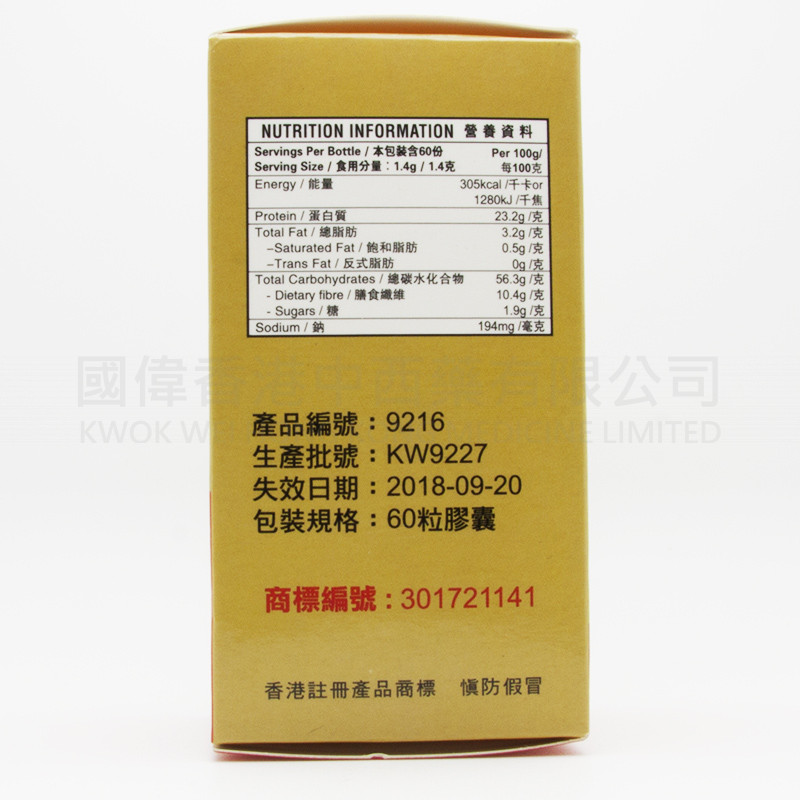 NUTRITION INFORMATION 營養資料
Servings Per Bottle / 本包裝含60份
Serving Size / 食用分量：1.4g / 1.4克
Per 100g/
每100克
Energy / 能量 305kcal /千卡or
1280kJ /千焦
Protein / 蛋白質 23.2g /克
Total Fat / 總脂肪 3.2g /克
–Saturated Fat / 飽和脂肪 0.5g /克
–Trans Fat / 反式脂肪 0g /克
Total Carbohydrates / 總碳水化合物 56.3g /克
- Dietary fibre / 膳食纖維 10.4g /克
- Sugars / 糖 1.9g /克
Sodium / 鈉 194mg /毫克
國偉香港中西藥有限公司
KWOK W LIMITED
產品編號：9216
生產批號：KW9227
失效日期：2018-09-20
包裝規格：60粒膠囊
商標編號：301721141
香港註冊產品商標 慎防假冒